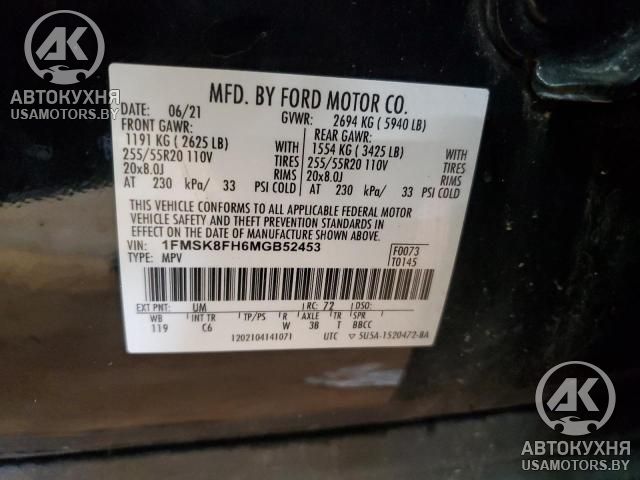 AK
АВТОКУХНЯ
USAMOTORS.BY
MFD. BY FORD MOTOR CO.
DATE: 06/21 GVWR: 2694 KG ( 5940 LB)
FRONT GAWR: REAR GAWR:
1191 KG ( 2625 LB) WITH 1554 KG ( 3425 LB) WITH
255/55R20 110V TIRES 255/55R20 110V TIRES
20x8.0J RIMS 20x8.0J RIMS
AT 230 kPa/ 33 PSI COLD AT 230 kPa/ 33 PSI COLD
THIS VEHICLE CONFORMS TO ALL APPLICABLE FEDERAL MOTOR
VEHICLE SAFETY AND THEFT PREVENTION STANDARDS IN
EFFECT ON THE DATE OF MANUFACTURE SHOWN ABOVE.
VIN: 1FMSK8FH6MGB52453 F0073
TYPE: MPV T0145
EXT PNT: UM RC: 72 DSO:
WB INT TR TP/PS R AXLE TR SPR
119 C6 W 3B T BBCC
1202104141071 UTC ▽ 5U5A-1520472-BA
AK
АВТОКУХНЯ
USAMOTORS.BY